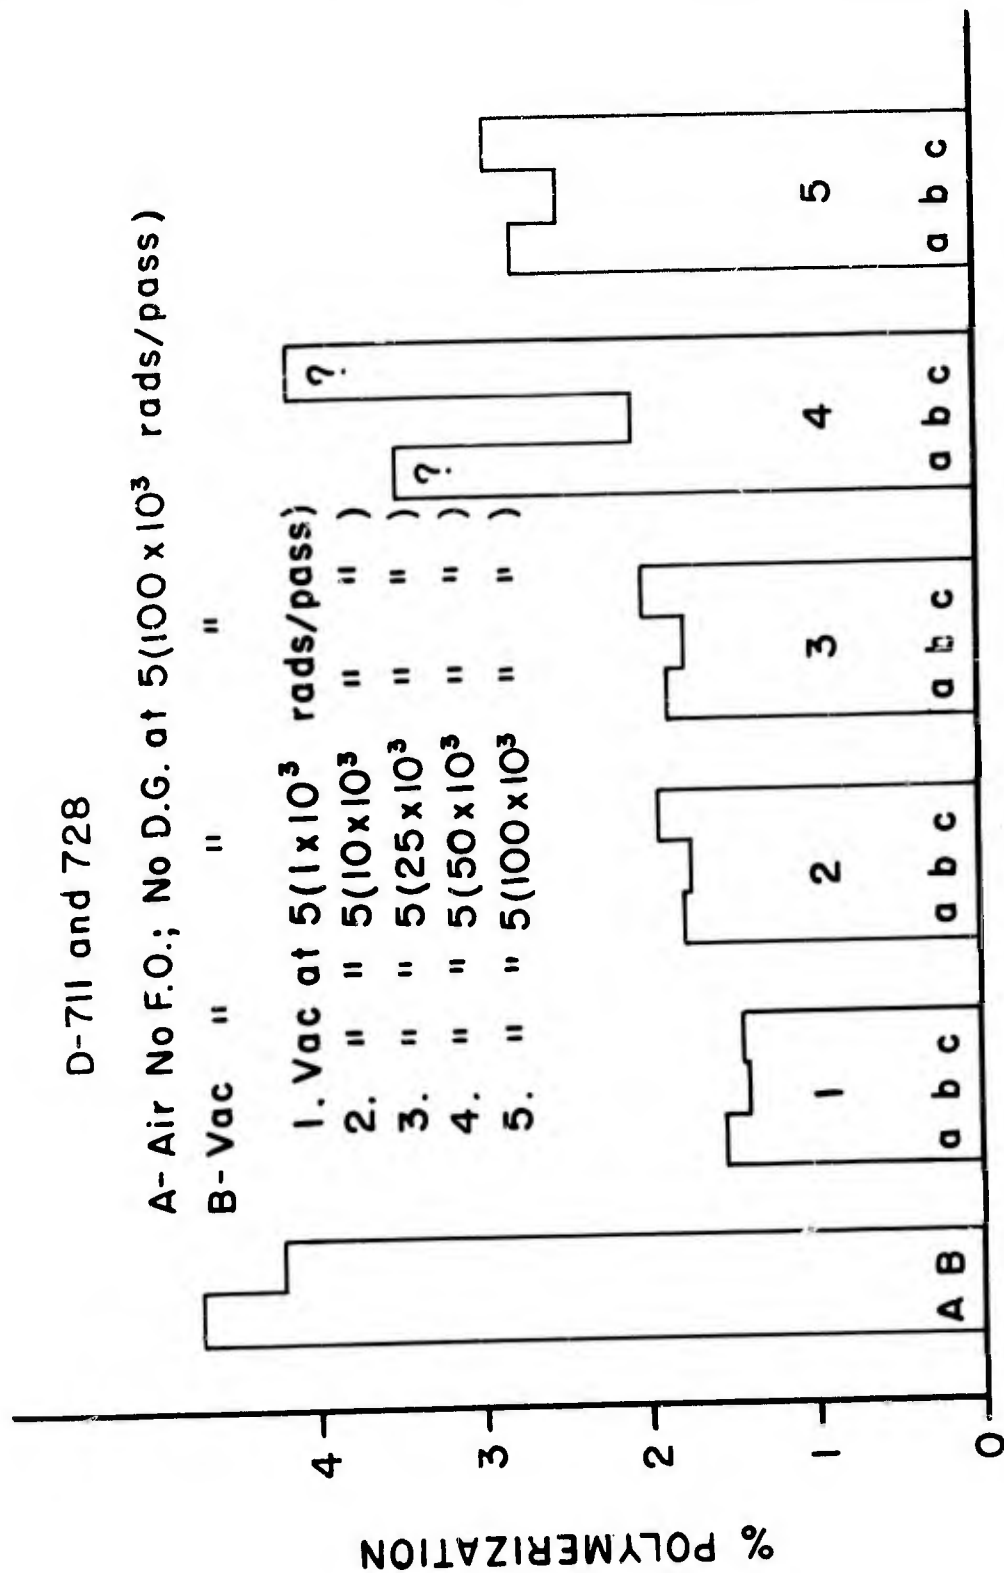 D-711 and 728
A- Air No F.O.; No D.G. at 5(100 x 10³ rads/pass)
B- Vac " " "
1. Vac at 5(1 x 10³ rads/pass)
2. " " 5(10 x 10³ " " )
3. " " 5(25 x 10³ " " )
4. " " 5(50 x 10³ " " )
5. " " 5(100 x 10³ " " )
% POLYMERIZATION
4
3
2
1
0
? ?
1 2 3 4 5
A B a b c a b c a b c a b c a b c